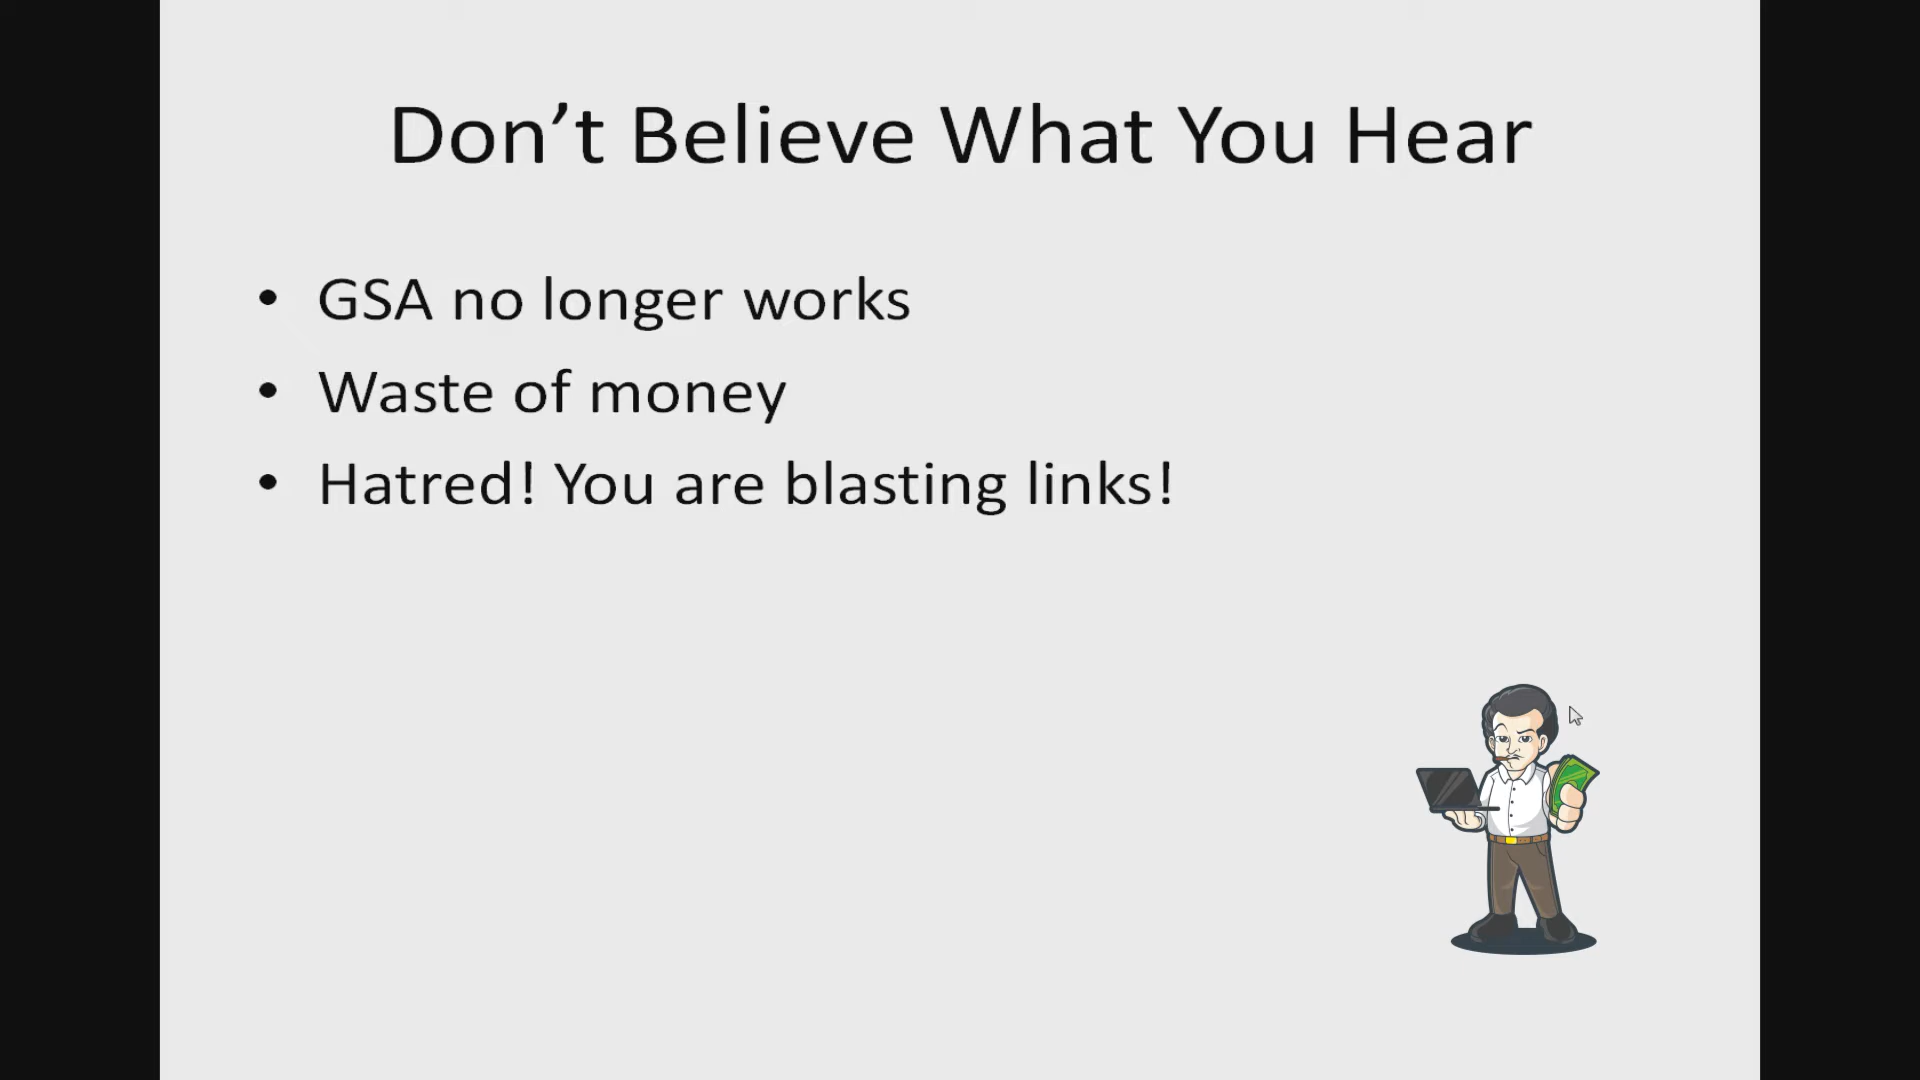 Don’t Believe What You Hear
• GSA no longer works
• Waste of money
• Hatred! You are blasting links!